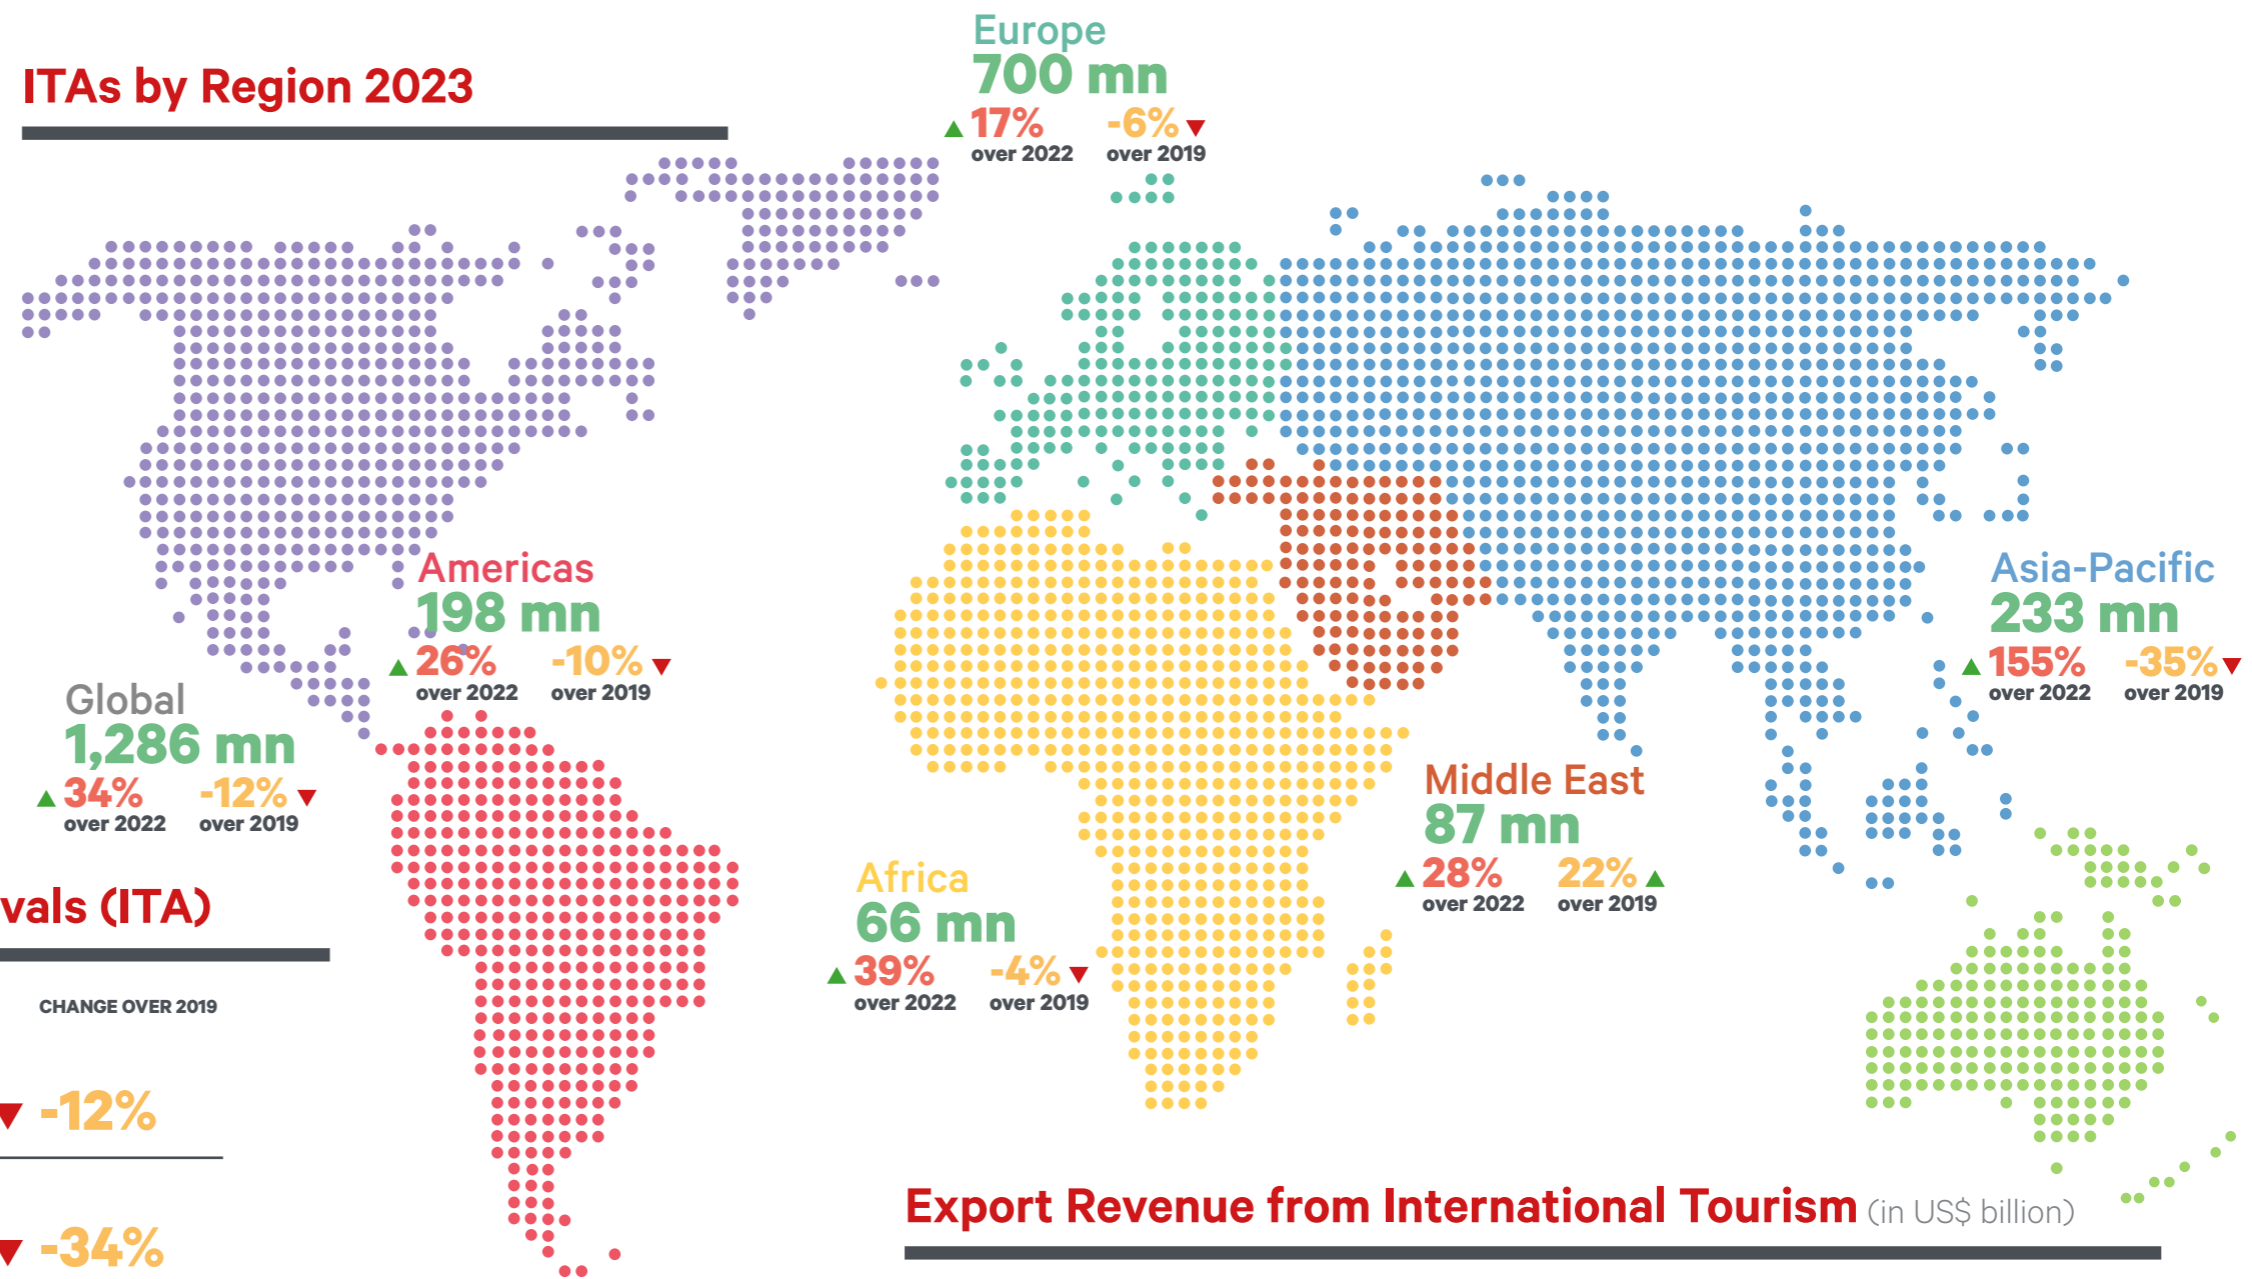 ITAs by Region 2023
Europe
700 mn
▲ 17% -6% ▼
over 2022 over 2019
Americas
198 mn
▲ 26% -10% ▼
over 2022 over 2019
Asia-Pacific
233 mn
▲ 155% -35% ▼
over 2022 over 2019
Global
1,286 mn
▲ 34% -12% ▼
over 2022 over 2019
Middle East
87 mn
▲ 28% 22% ▲
over 2022 over 2019
Africa
66 mn
▲ 39% -4% ▼
over 2022 over 2019
vals (ITA)
CHANGE OVER 2019
▼ -12%
▼ -34%
Export Revenue from International Tourism (in US$ billion)